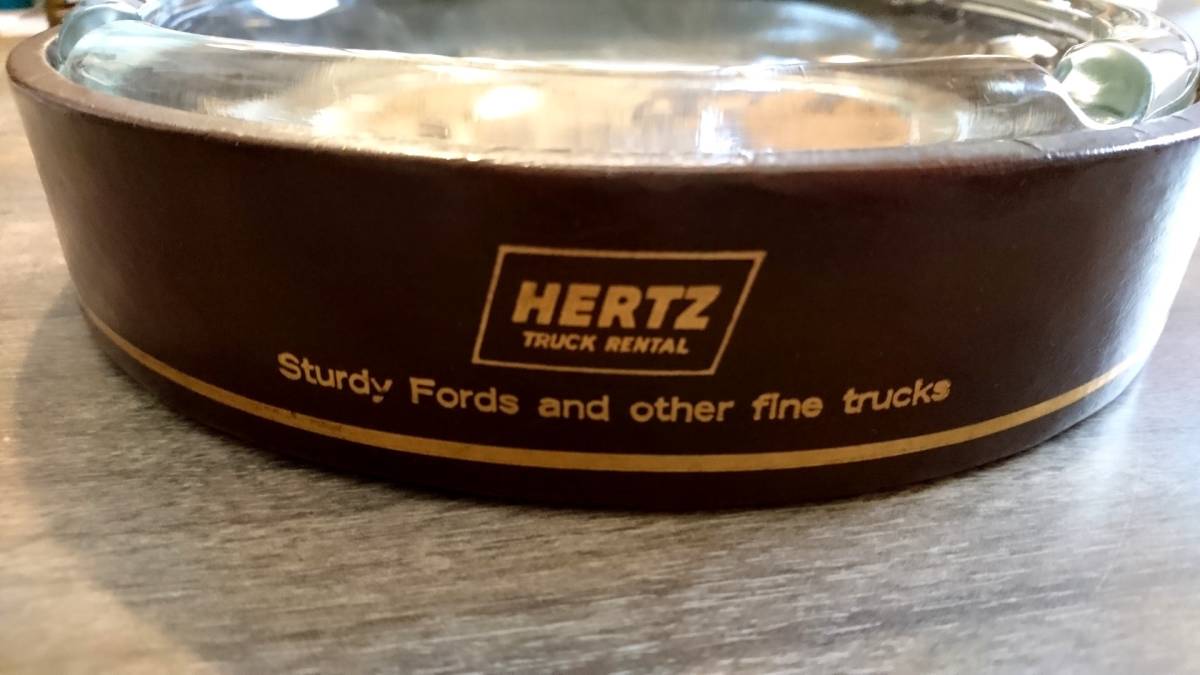 HERTZ
TRUCK RENTAL
Sturdy Fords and other fine trucks